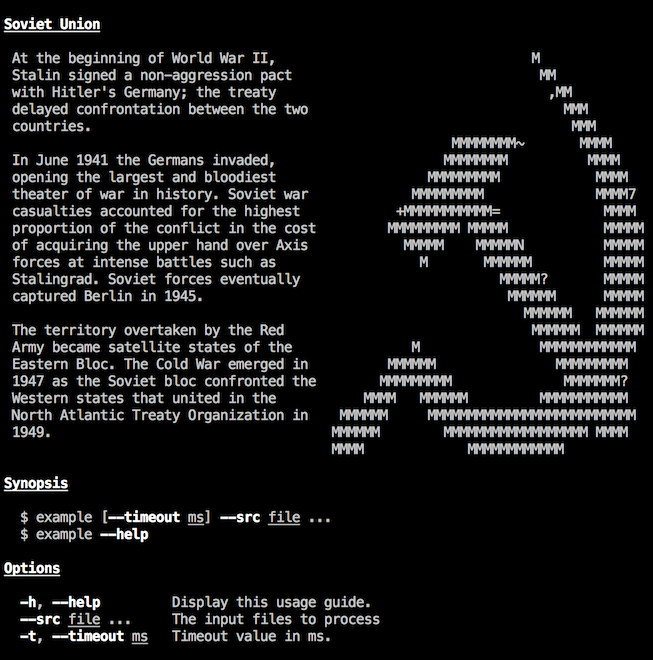 Soviet Union
At the beginning of World War II,
Stalin signed a non-aggression pact
with Hitler's Germany; the treaty
delayed confrontation between the two
countries.
In June 1941 the Germans invaded,
opening the largest and bloodiest
theater of war in history. Soviet war
casualties accounted for the highest
proportion of the conflict in the cost
of acquiring the upper hand over Axis
forces at intense battles such as
Stalingrad. Soviet forces eventually
captured Berlin in 1945.
The territory overtaken by the Red
Army became satellite states of the
Eastern Bloc. The Cold War emerged in
1947 as the Soviet bloc confronted the
Western states that united in the
North Atlantic Treaty Organization in
1949.
Synopsis
$ example [--timeout ms] --src file ...
$ example --help
Options
-h, --help Display this usage guide.
--src file ... The input files to process
-t, --timeout ms Timeout value in ms.